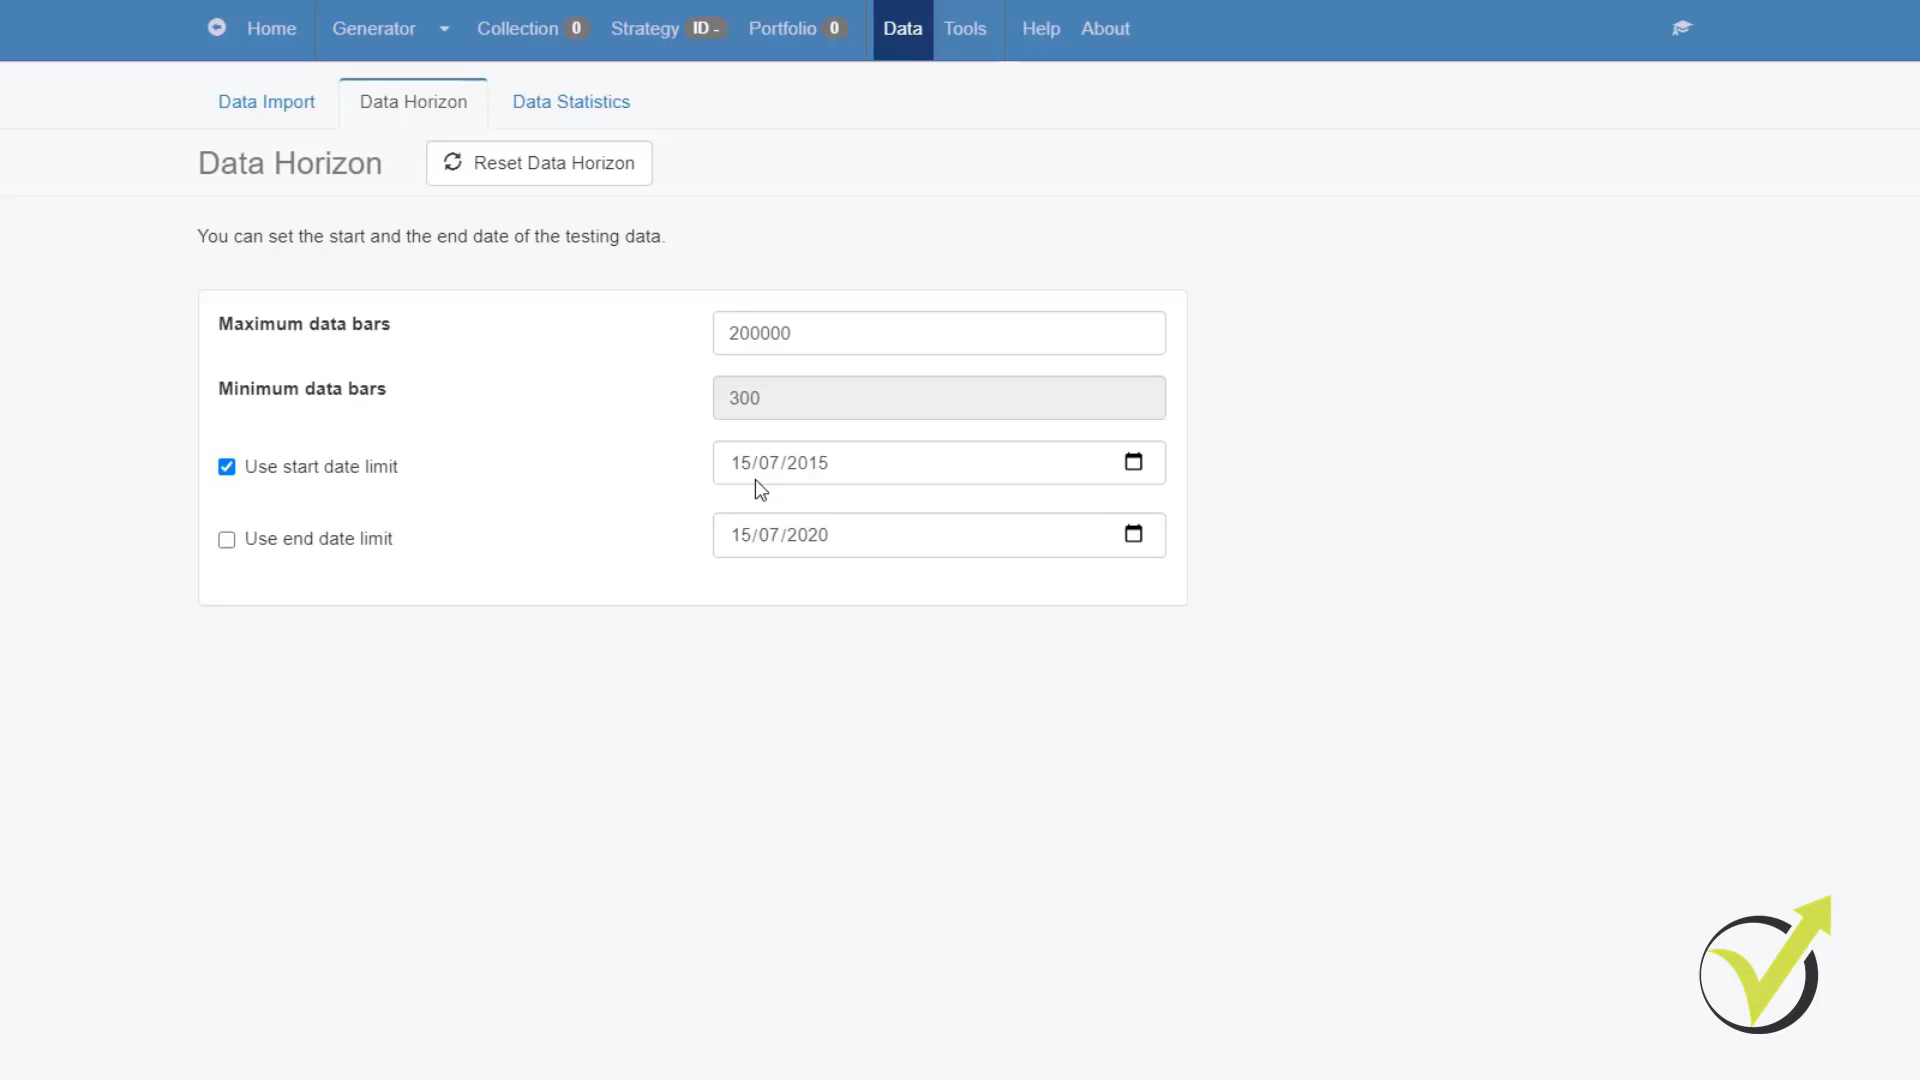 Home Generator Collection 0 Strategy ID - Portfolio 0 Data Tools Help About
Data Import Data Horizon Data Statistics
Data Horizon Reset Data Horizon
You can set the start and the end date of the testing data.
Maximum data bars 200000
Minimum data bars 300
Use start date limit 15/07/2015
Use end date limit 15/07/2020